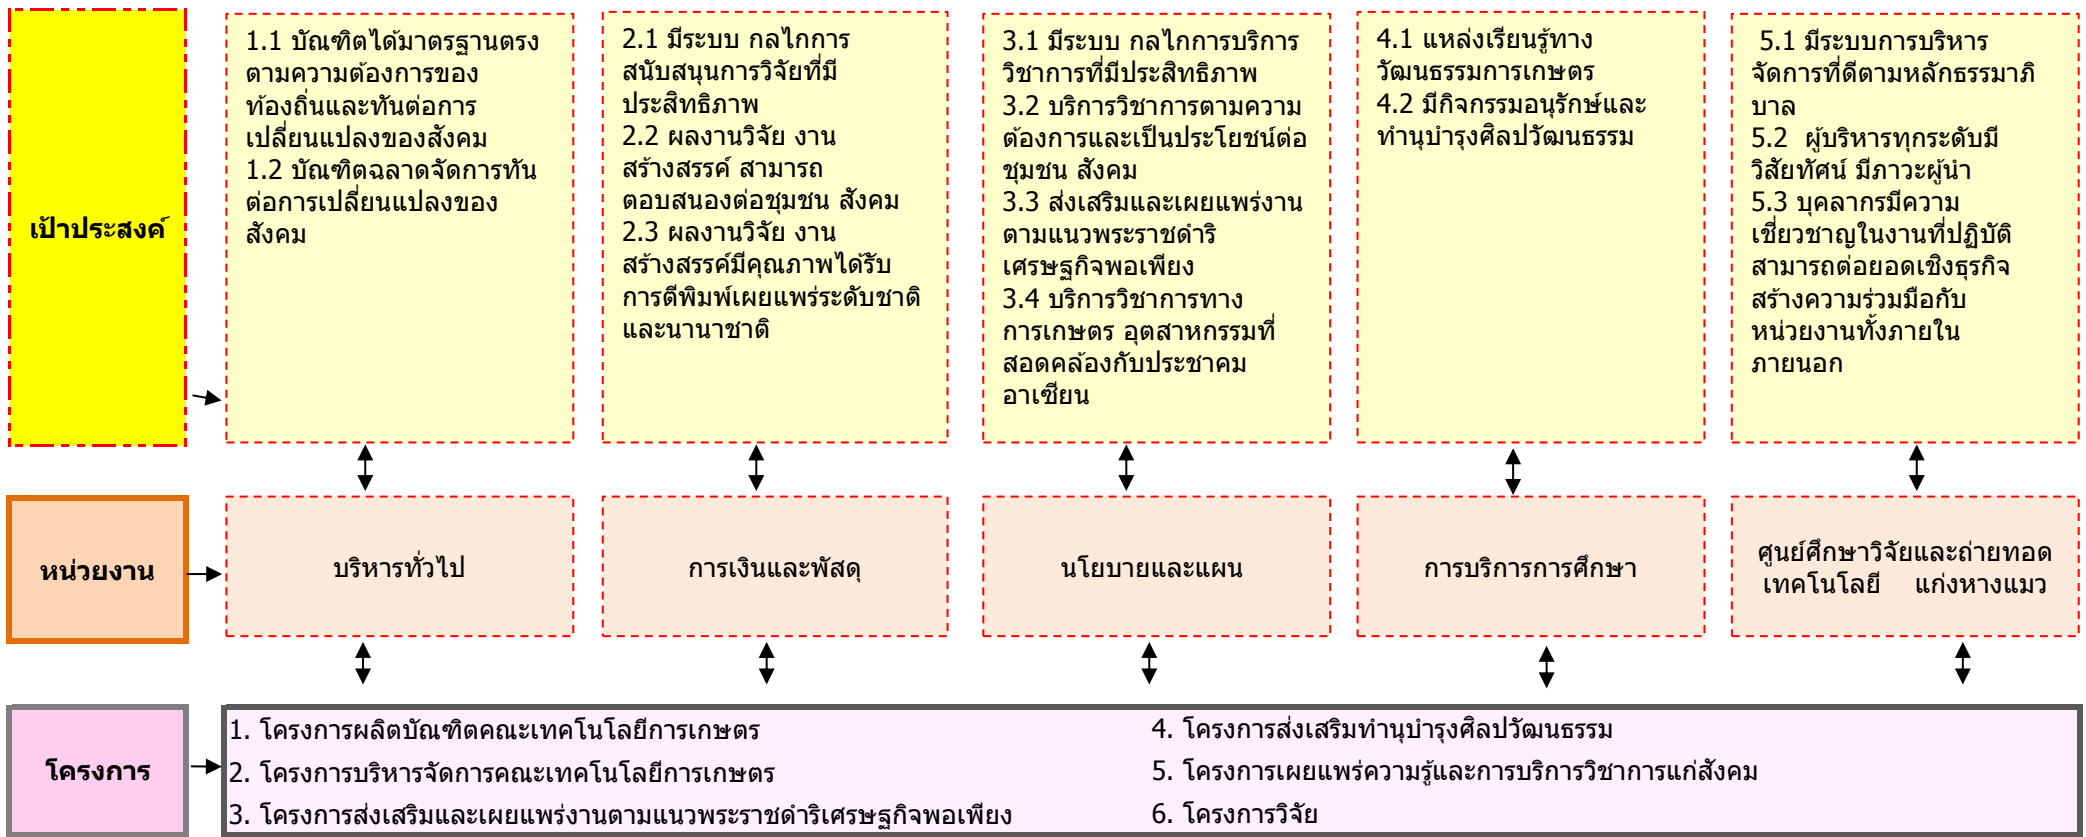 เป้าประสงค์
1.1 บัณฑิตได้มาตรฐานตรง
ตามความต้องการของ
ท้องถิ่นและทันต่อการ
เปลี่ยนแปลงของสังคม
1.2 บัณฑิตฉลาดจัดการทัน
ต่อการเปลี่ยนแปลงของ
สังคม
2.1 มีระบบ กลไกการ
สนับสนุนการวิจัยที่มี
ประสิทธิภาพ
2.2 ผลงานวิจัย งาน
สร้างสรรค์ สามารถ
ตอบสนองต่อชุมชน สังคม
2.3 ผลงานวิจัย งาน
สร้างสรรค์มีคุณภาพได้รับ
การตีพิมพ์เผยแพร่ระดับชาติ
และนานาชาติ
3.1 มีระบบ กลไกการบริการ
วิชาการที่มีประสิทธิภาพ
3.2 บริการวิชาการตามความ
ต้องการและเป็นประโยชน์ต่อ
ชุมชน สังคม
3.3 ส่งเสริมและเผยแพร่งาน
ตามแนวพระราชดำริ
เศรษฐกิจพอเพียง
3.4 บริการวิชาการทาง
การเกษตร อุตสาหกรรมที่
สอดคล้องกับประชาคม
อาเซียน
4.1 แหล่งเรียนรู้ทาง
วัฒนธรรมการเกษตร
4.2 มีกิจกรรมอนุรักษ์และ
ทำนุบำรุงศิลปวัฒนธรรม
5.1 มีระบบการบริหาร
จัดการที่ดีตามหลักธรรมาภิ
บาล
5.2 ผู้บริหารทุกระดับมี
วิสัยทัศน์ มีภาวะผู้นำ
5.3 บุคลากรมีความ
เชี่ยวชาญในงานที่ปฏิบัติ
สามารถต่อยอดเชิงธุรกิจ
สร้างความร่วมมือกับ
หน่วยงานทั้งภายใน
ภายนอก
หน่วยงาน
บริหารทั่วไป
การเงินและพัสดุ
นโยบายและแผน
การบริการการศึกษา
ศูนย์ศึกษาวิจัยและถ่ายทอด
เทคโนโลยี แก่งหางแมว
โครงการ
1. โครงการผลิตบัณฑิตคณะเทคโนโลยีการเกษตร
2. โครงการบริหารจัดการคณะเทคโนโลยีการเกษตร
3. โครงการส่งเสริมและเผยแพร่งานตามแนวพระราชดำริเศรษฐกิจพอเพียง
4. โครงการส่งเสริมทำนุบำรุงศิลปวัฒนธรรม
5. โครงการเผยแพร่ความรู้และการบริการวิชาการแก่สังคม
6. โครงการวิจัย